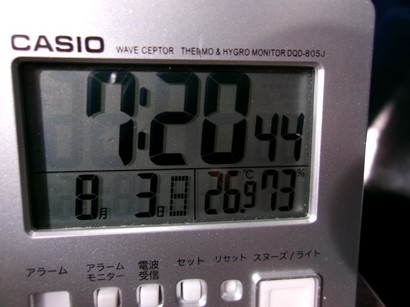 CASIO WAVE CEPTOR THERMO & HYGRO MONITOR DQD-805J
7:20 44
8月 3日 26.9℃ 73%
アラーム アラームモニター 電波受信 セット リセット スヌーズ/ライト